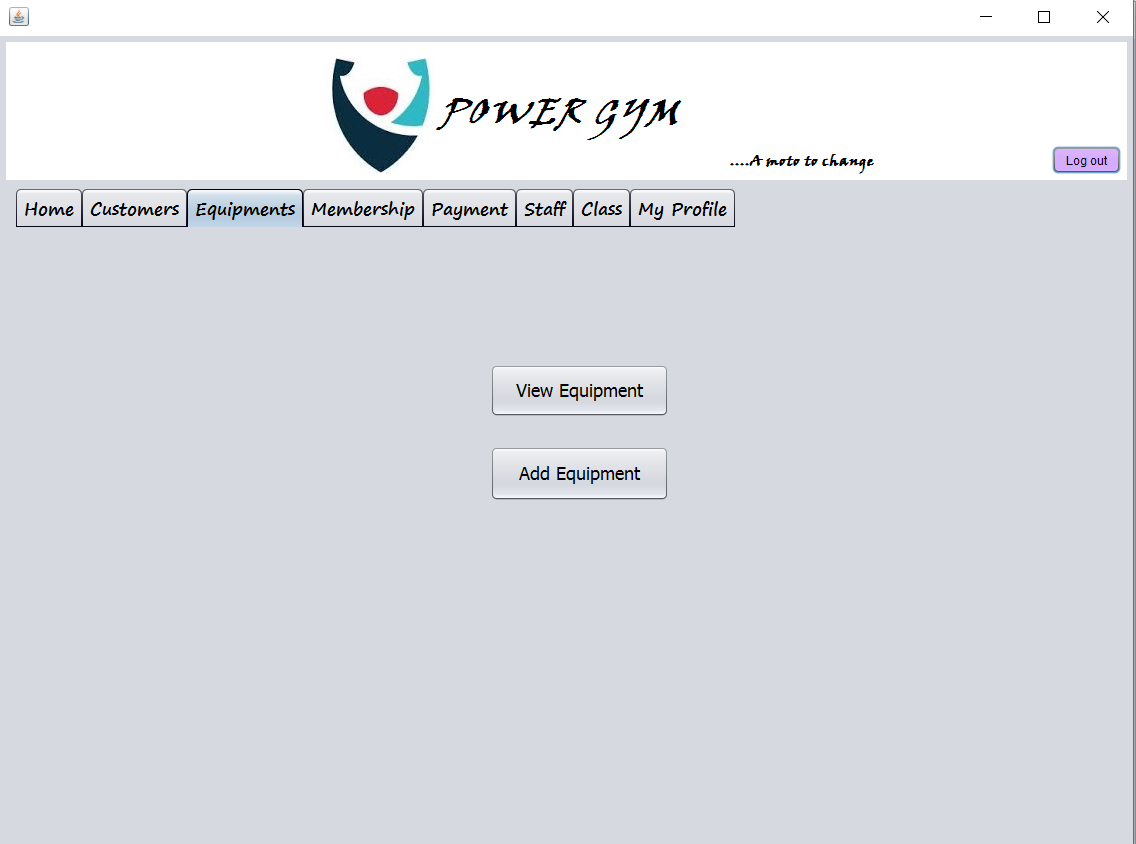 POWER GYM
....A moto to change
Log out
Home Customers Equipments Membership Payment Staff Class My Profile
View Equipment
Add Equipment